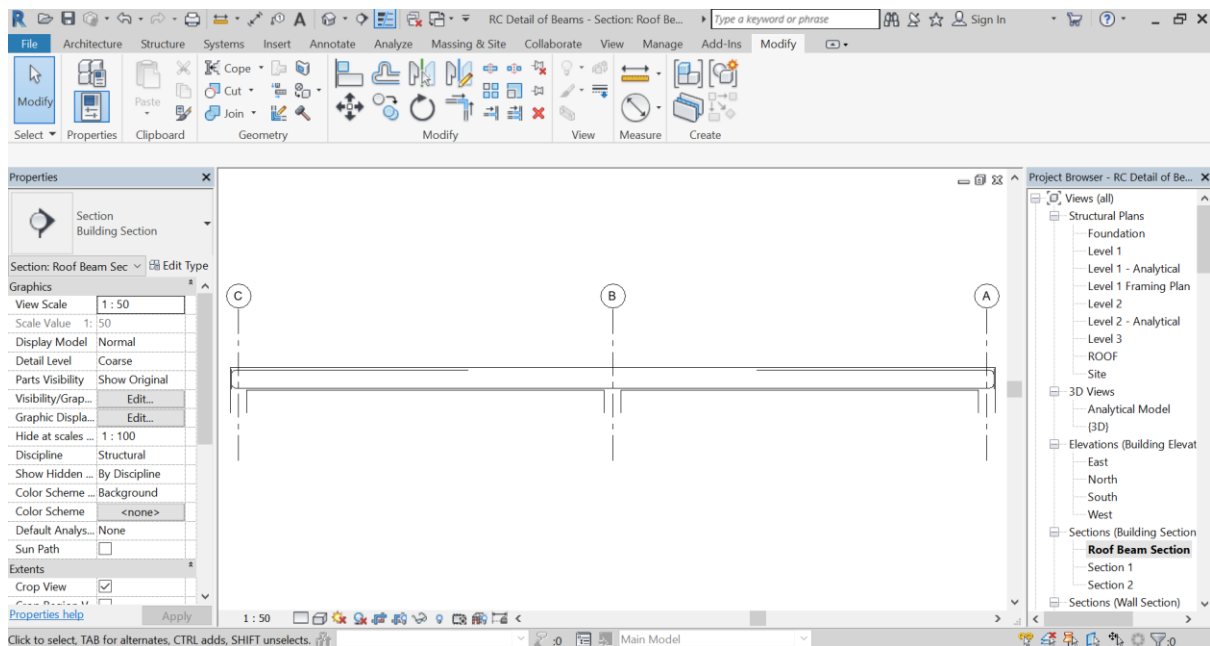 R A RC Detail of Beams - Section: Roof Be... Type a keyword or phrase Sign In ?
File Architecture Structure Systems Insert Annotate Analyze Massing & Site Collaborate View Manage Add-Ins Modify
Modify Paste Cope Cut Join
Select Properties Clipboard Geometry Modify View Measure Create
Properties
Section
Building Section
Section: Roof Beam Sec Edit Type
Graphics
View Scale 1 : 50
Scale Value 1: 50
Display Model Normal
Detail Level Coarse
Parts Visibility Show Original
Visibility/Grap... Edit...
Graphic Displa... Edit...
Hide at scales ... 1 : 100
Discipline Structural
Show Hidden ... By Discipline
Color Scheme ... Background
Color Scheme <none>
Default Analys... None
Sun Path
Extents
Crop View
Properties help Apply
C B A
1 : 50
Project Browser - RC Detail of Be...
Views (all)
Structural Plans
Foundation
Level 1
Level 1 - Analytical
Level 1 Framing Plan
Level 2
Level 2 - Analytical
Level 3
ROOF
Site
3D Views
Analytical Model
{3D}
Elevations (Building Elevat
East
North
South
West
Sections (Building Section
Roof Beam Section
Section 1
Section 2
Sections (Wall Section)
Click to select, TAB for alternates, CTRL adds, SHIFT unselects. :0 Main Model :0